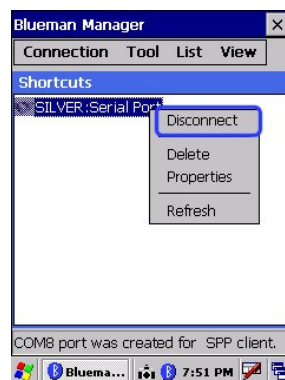 Blueman Manager
Connection Tool List View
Shortcuts
SILVER:Serial Port
Disconnect
Delete
Properties
Refresh
COM8 port was created for SPP client.
Bluema... 7:51 PM